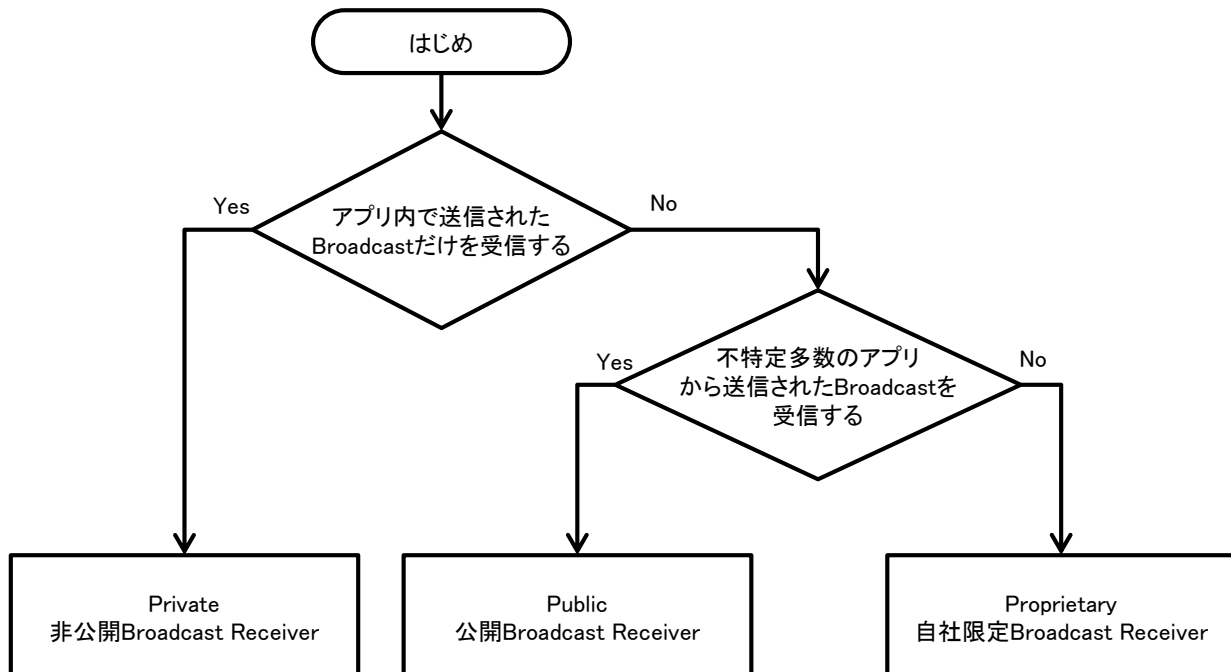 はじめ
アプリ内で送信された
Broadcastだけを受信する
Yes
No
不特定多数のアプリ
から送信されたBroadcastを
受信する
Yes
No
Private
非公開Broadcast Receiver
Public
公開Broadcast Receiver
Proprietary
自社限定Broadcast Receiver